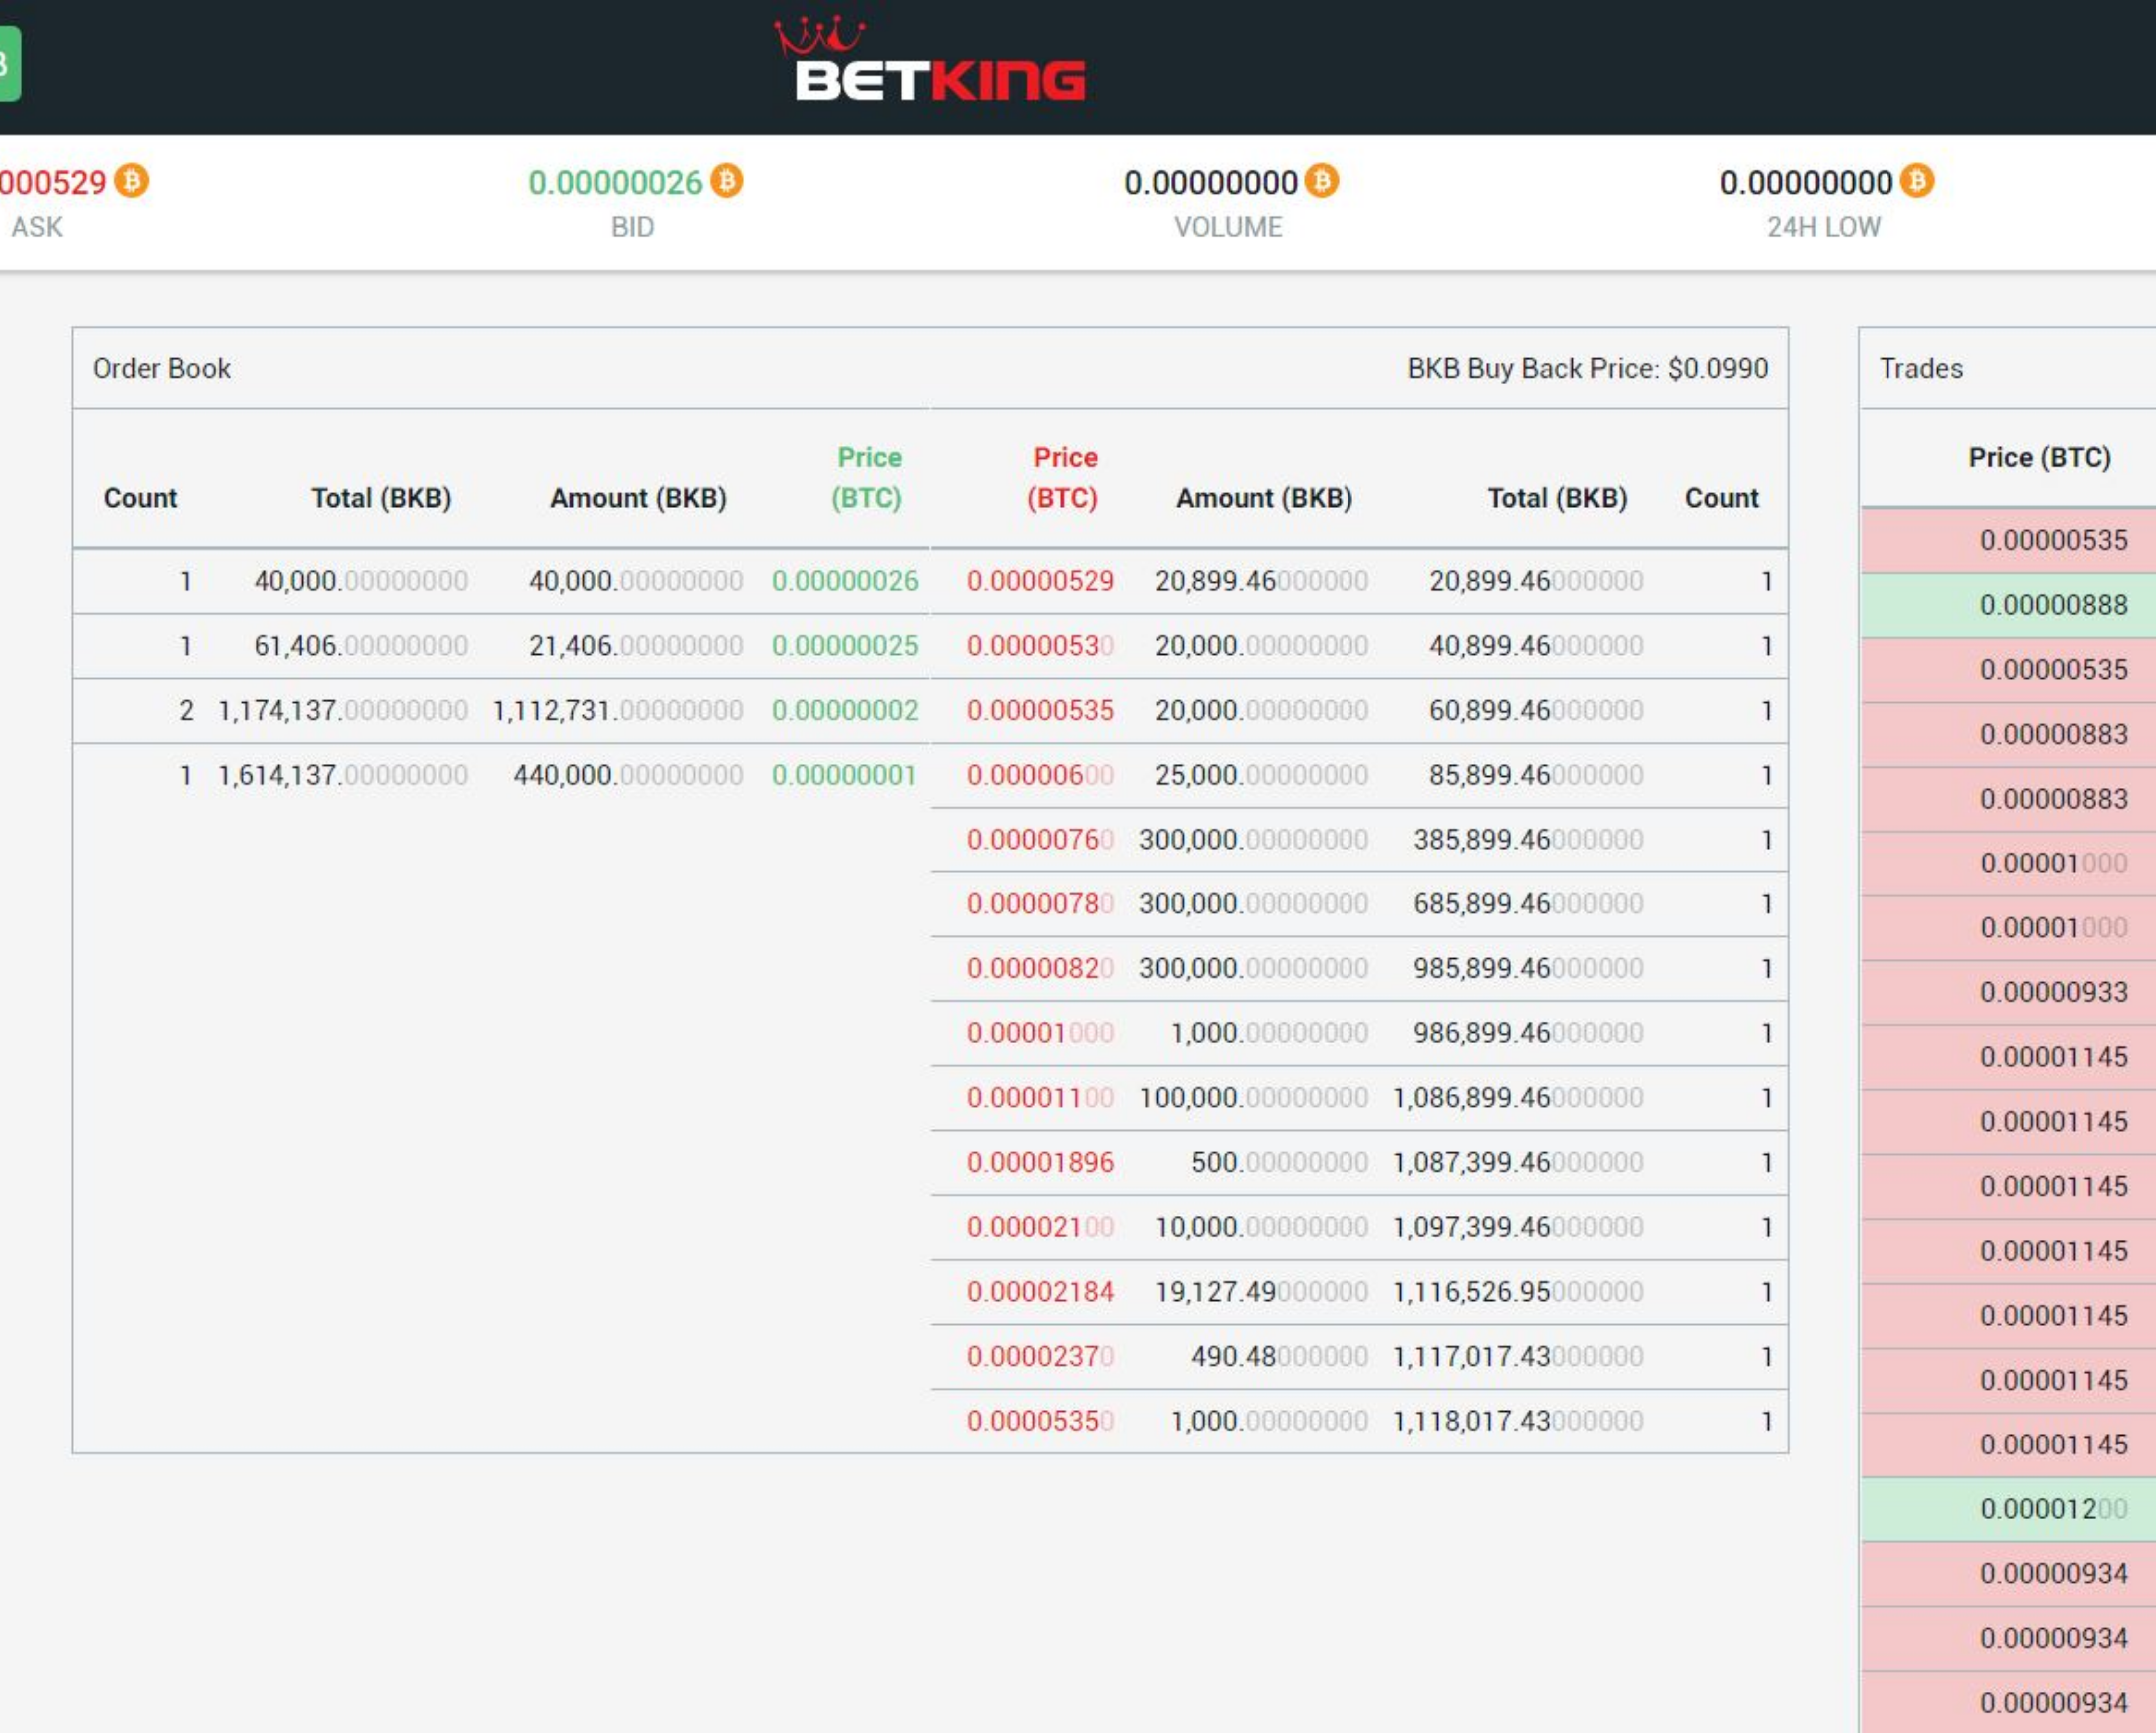 BETKING
000529 0.00000026 0.00000000 0.00000000
ASK BID VOLUME 24H LOW
Order Book BKB Buy Back Price: $0.0990
Count Total (BKB) Amount (BKB) Price (BTC) Price (BTC) Amount (BKB) Total (BKB) Count
1 40,000.00000000 40,000.00000000 0.00000026 0.00000529 20,899.46000000 20,899.46000000 1
1 61,406.00000000 21,406.00000000 0.00000025 0.00000530 20,000.00000000 40,899.46000000 1
2 1,174,137.00000000 1,112,731.00000000 0.00000002 0.00000535 20,000.00000000 60,899.46000000 1
1 1,614,137.00000000 440,000.00000000 0.00000001 0.00000600 25,000.00000000 85,899.46000000 1
0.00000760 300,000.00000000 385,899.46000000 1
0.00000780 300,000.00000000 685,899.46000000 1
0.00000820 300,000.00000000 985,899.46000000 1
0.00001000 1,000.00000000 986,899.46000000 1
0.00001100 100,000.00000000 1,086,899.46000000 1
0.00001896 500.00000000 1,087,399.46000000 1
0.00002100 10,000.00000000 1,097,399.46000000 1
0.00002184 19,127.49000000 1,116,526.95000000 1
0.00002370 490.48000000 1,117,017.43000000 1
0.00005350 1,000.00000000 1,118,017.43000000 1
Trades
Price (BTC)
0.00000535
0.00000888
0.00000535
0.00000883
0.00000883
0.00001000
0.00001000
0.00000933
0.00001145
0.00001145
0.00001145
0.00001145
0.00001145
0.00001145
0.00001145
0.00001200
0.00000934
0.00000934
0.00000934